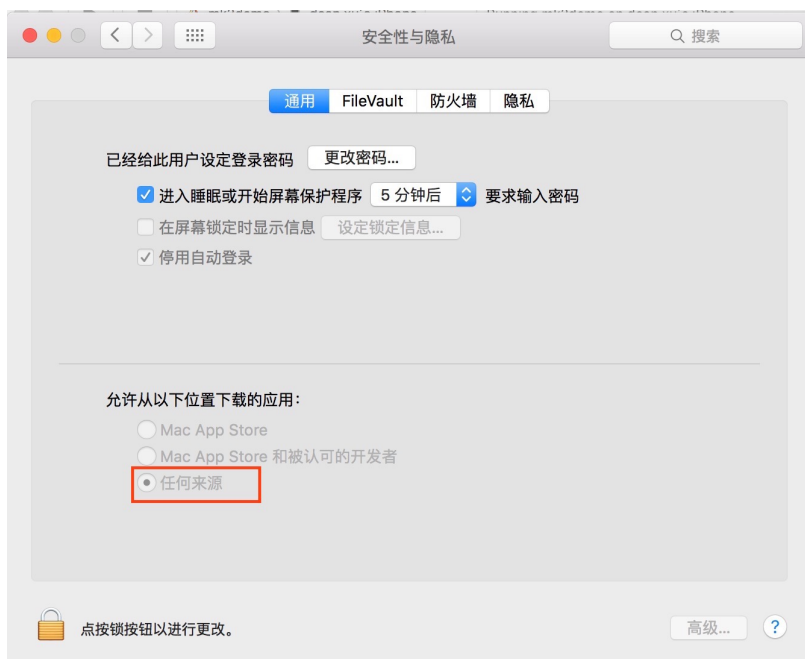 安全性与隐私
搜索
通用 FileVault 防火墙 隐私
已经给此用户设定登录密码 更改密码...
进入睡眠或开始屏幕保护程序 5 分钟后 要求输入密码
在屏幕锁定时显示信息 设定锁定信息...
停用自动登录
允许从以下位置下载的应用：
Mac App Store
Mac App Store 和被认可的开发者
任何来源
点按锁按钮以进行更改。
高级... ?